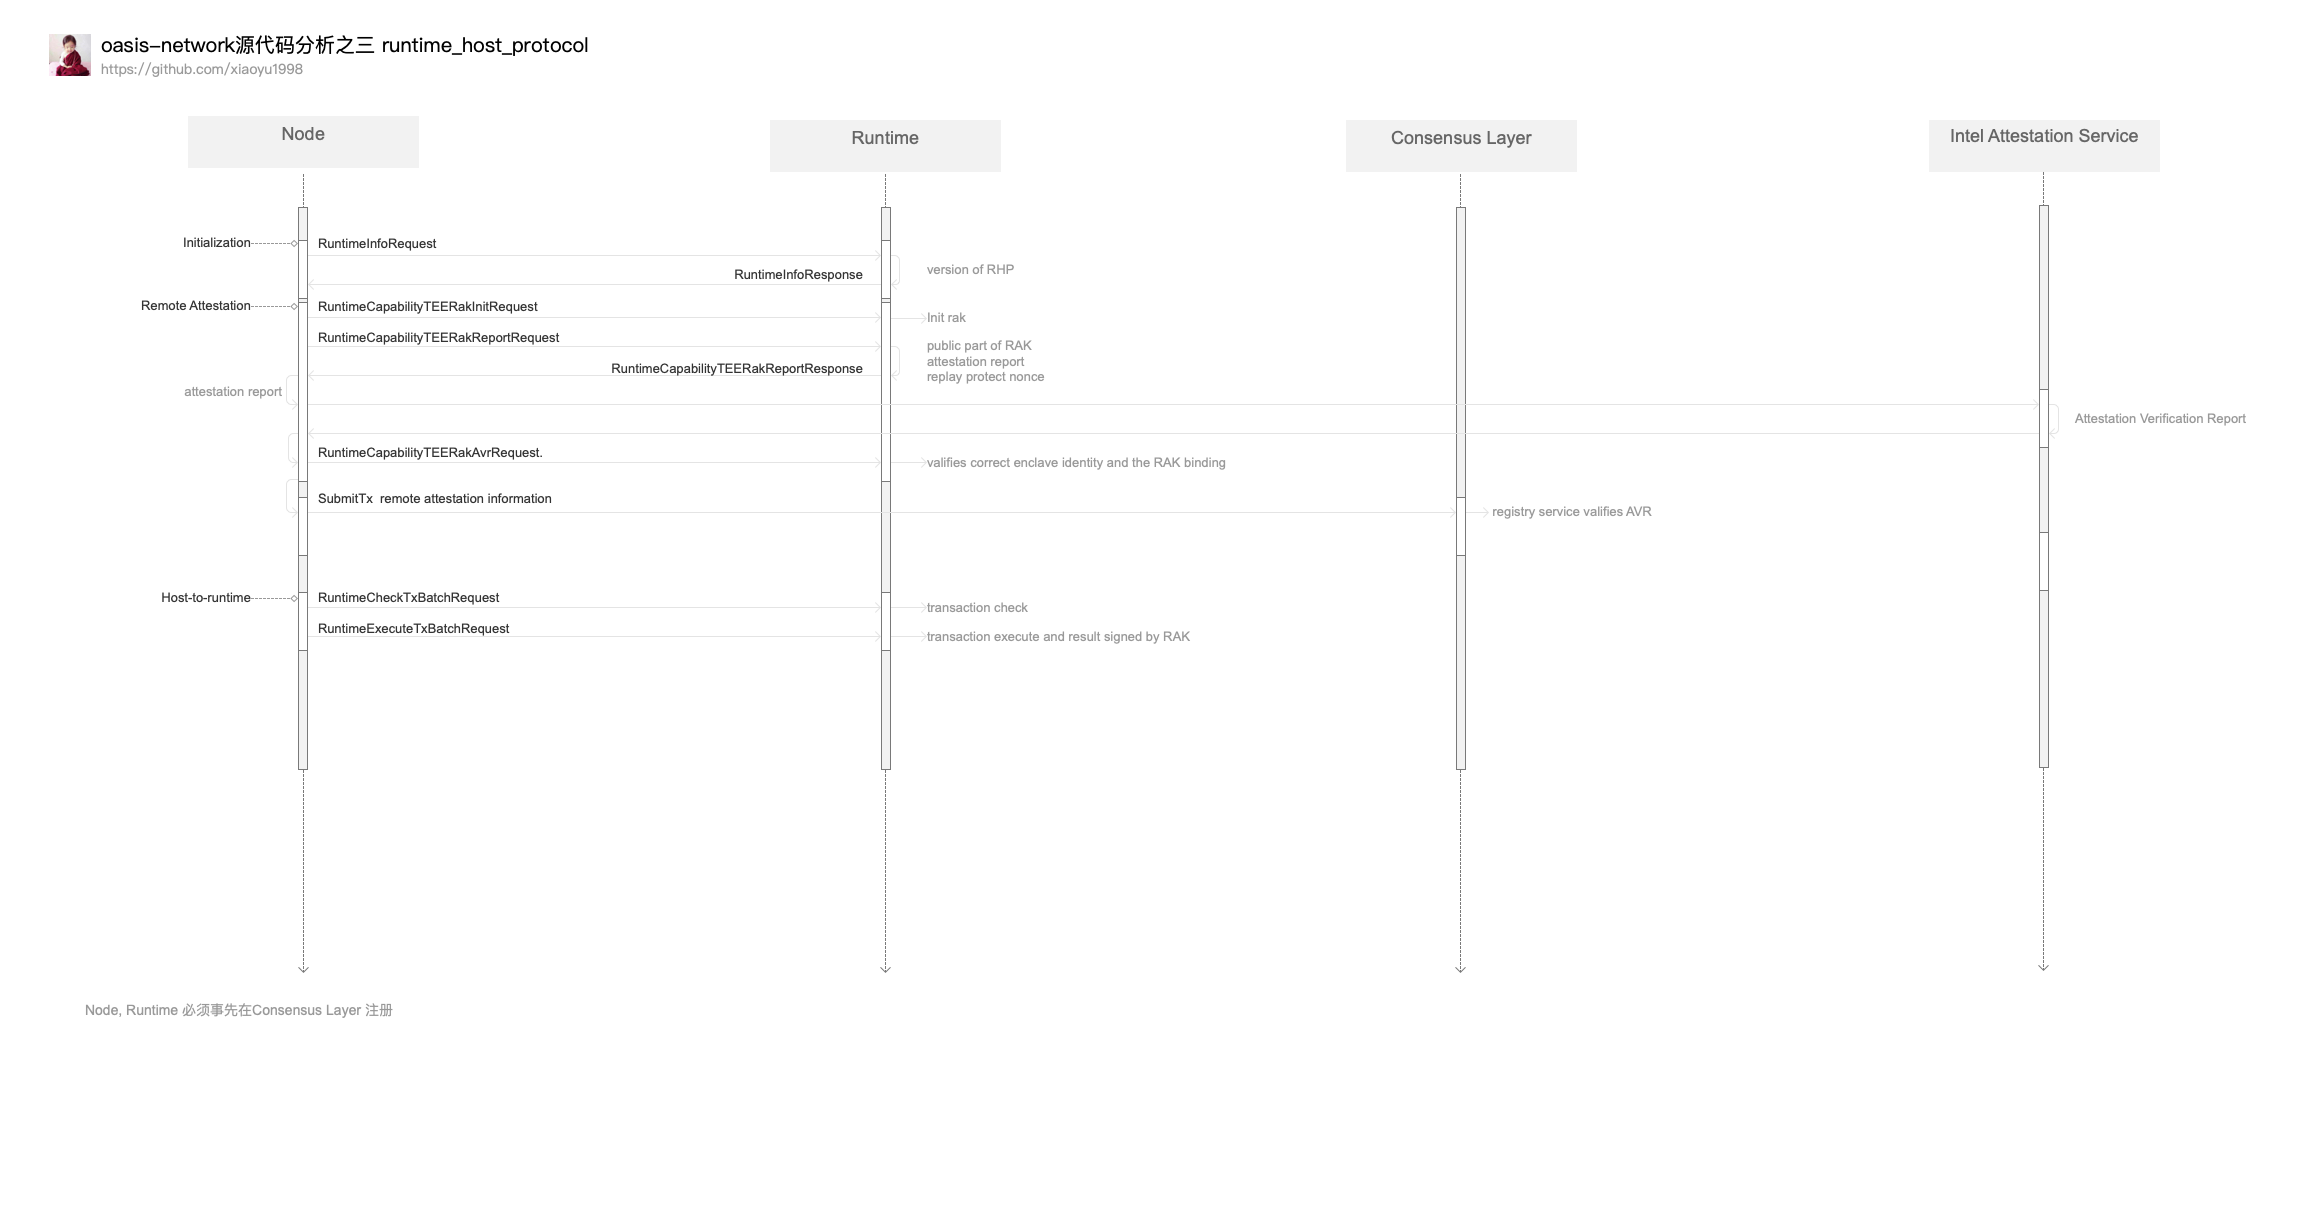 oasis-network源代码分析之三 runtime_host_protocol
https://github.com/xiaoyu1998
Node
Runtime
Consensus Layer
Intel Attestation Service
Initialization
RuntimeInfoRequest
RuntimeInfoResponse
version of RHP
Remote Attestation
RuntimeCapabilityTEERakInitRequest
Init rak
RuntimeCapabilityTEERakReportRequest
public part of RAK
attestation report
replay protect nonce
RuntimeCapabilityTEERakReportResponse
attestation report
Attestation Verification Report
RuntimeCapabilityTEERakAvrRequest.
valifies correct enclave identity and the RAK binding
SubmitTx  remote attestation information
registry service valifies AVR
Host-to-runtime
RuntimeCheckTxBatchRequest
transaction check
RuntimeExecuteTxBatchRequest
transaction execute and result signed by RAK
Node, Runtime 必须事先在Consensus Layer 注册